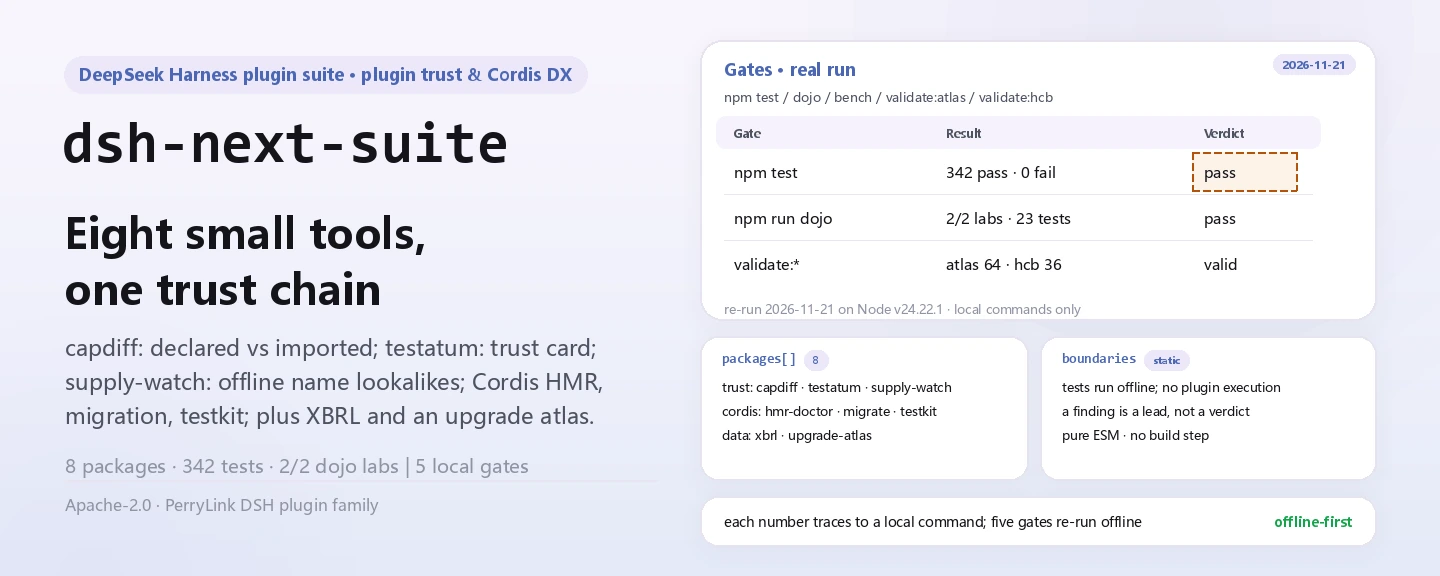 DeepSeek Harness plugin suite • plugin trust & Cordis DX
dsh-next-suite
Eight small tools,
one trust chain
capdiff: declared vs imported; testatum: trust card;
supply-watch: offline name lookalikes; Cordis HMR,
migration, testkit; plus XBRL and an upgrade atlas.
8 packages · 342 tests · 2/2 dojo labs | 5 local gates
Apache-2.0 · PerryLink DSH plugin family
Gates • real run
2026-11-21
npm test / dojo / bench / validate:atlas / validate:hcb
Gate Result Verdict
npm test 342 pass · 0 fail pass
npm run dojo 2/2 labs · 23 tests pass
validate:* atlas 64 · hcb 36 valid
re-run 2026-11-21 on Node v24.22.1 · local commands only
packages[] 8
trust: capdiff · testatum · supply-watch
cordis: hmr-doctor · migrate · testkit
data: xbrl · upgrade-atlas
boundaries static
tests run offline; no plugin execution
a finding is a lead, not a verdict
pure ESM · no build step
each number traces to a local command; five gates re-run offline
offline-first